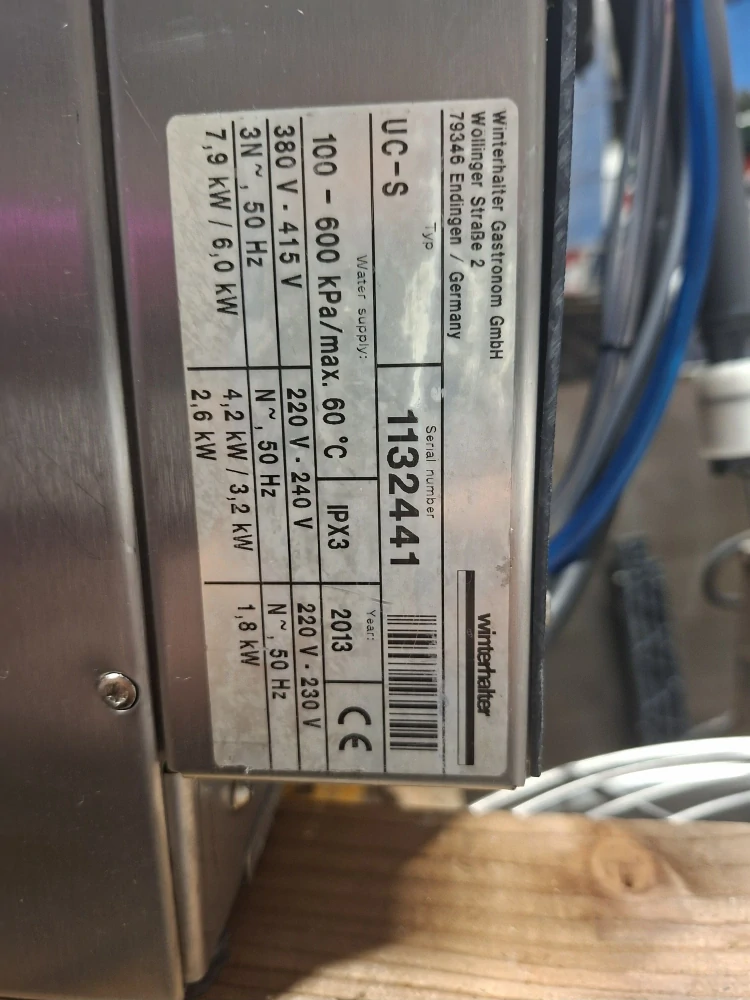 Winterhalter Gastronom GmbH
Wöllinger Straße 2
79346 Endingen / Germany
winterhalter
Typ
UC-S
Serial number
1132441
Water supply:
100 - 600 kPa/max. 60 °C
IPX3
Year:
2013
CE
380 V - 415 V
3N~, 50 Hz
7,9 kW / 6,0 kW
220 V - 240 V
N~, 50 Hz
4,2 kW / 3,2 kW
2,6 kW
220 V - 230 V
N~, 50 Hz
1,8 kW